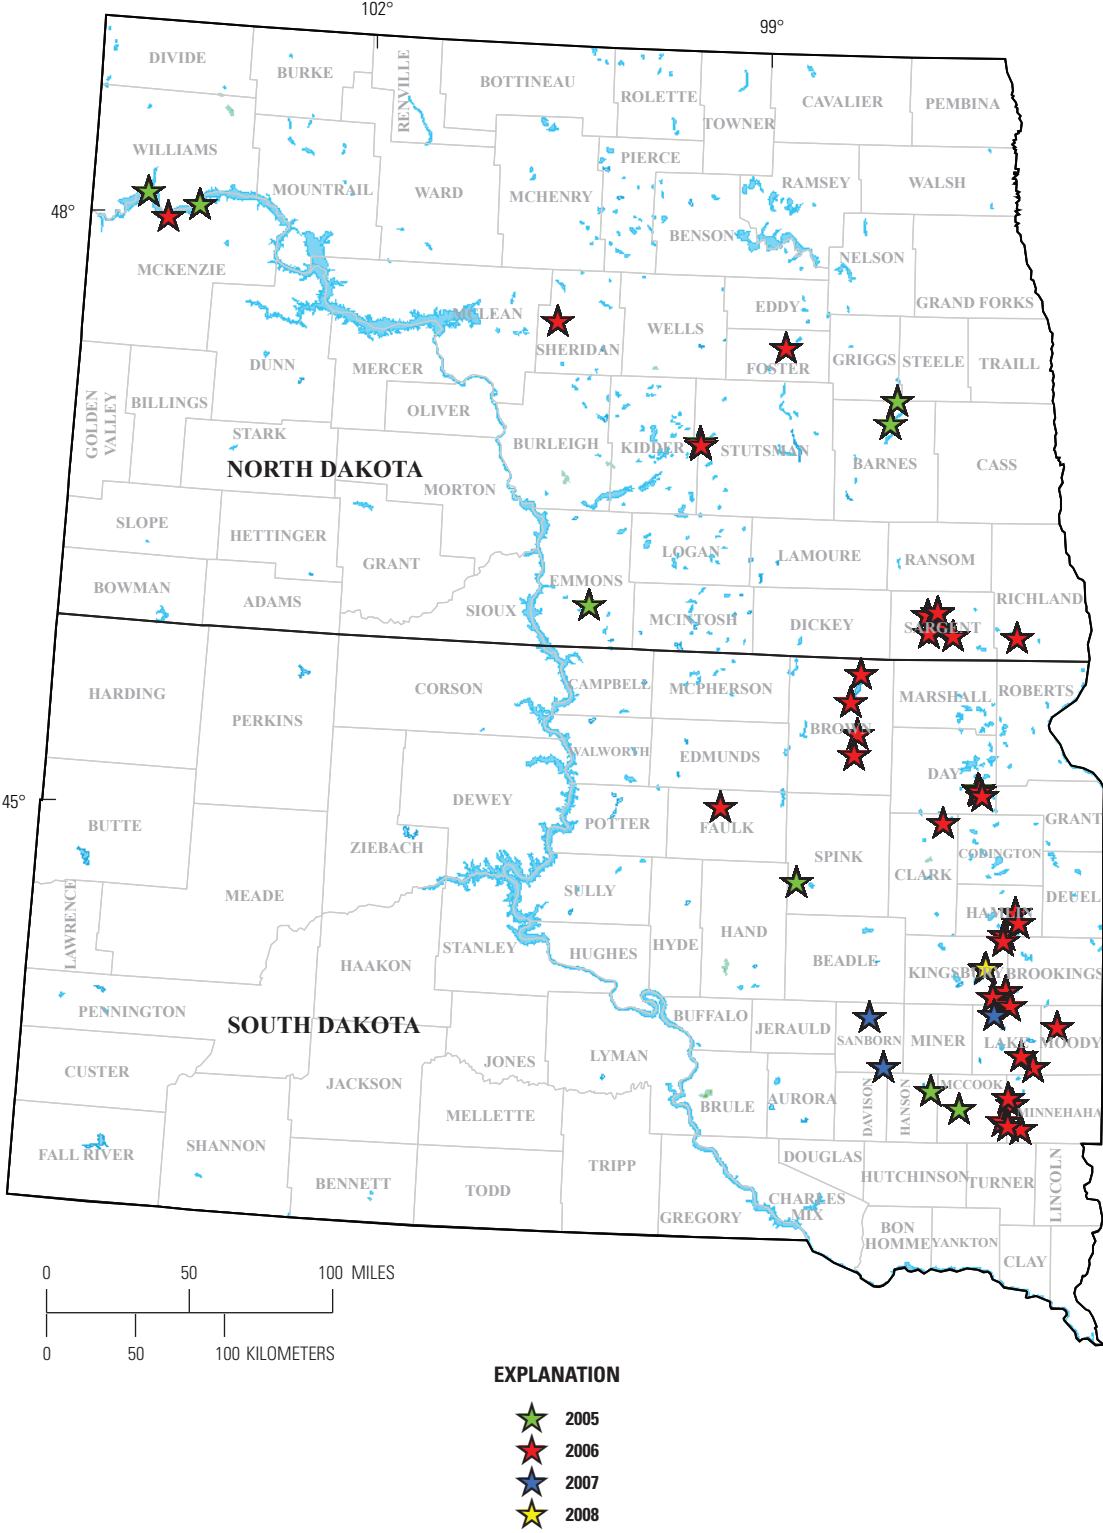 102°
99°
DIVIDE
BURKE
RENVILLE
BOTTINEAU
ROLETTE
TOWNER
CAVALIER
PEMBINA
WILLIAMS
MOUNTRAIL
WARD
MCHENRY
PIERCE
RAMSEY
WALSH
48°
BENSON
NELSON
MCKENZIE
GRAND FORKS
MCLEAN
SHERIDAN
WELLS
EDDY
FOSTER
GRIGGS
STEELE
TRAILL
DUNN
MERCER
OLIVER
GOLDEN
VALLEY
BILLINGS
STARK
BURLEIGH
KIDDER
STUTSMAN
BARNES
CASS
NORTH DAKOTA
MORTON
SLOPE
HETTINGER
GRANT
LOGAN
LAMOURE
RANSOM
BOWMAN
ADAMS
SIOUX
EMMONS
MCINTOSH
DICKEY
SARGENT
RICHLAND
HARDING
PERKINS
CORSON
CAMPBELL
MCPHERSON
BROWN
MARSHALL
ROBERTS
WALWORTH
EDMUNDS
DAY
45°
BUTTE
DEWEY
ZIEBACH
POTTER
FAULK
SPINK
CLARK
CODINGTON
GRANT
LAWRENCE
MEADE
SULLY
HAMLIN
DEUEL
STANLEY
HUGHES
HYDE
HAND
BEADLE
KINGSBURY
BROOKINGS
HAAKON
PENNINGTON
SOUTH DAKOTA
BUFFALO
JERAULD
SANBORN
MINER
LAKE
MOODY
CUSTER
JACKSON
JONES
LYMAN
MELLETTE
BRULE
AURORA
DAVISON
HANSON
MCCOOK
MINNEHAHA
FALL RIVER
SHANNON
BENNETT
TODD
TRIPP
GREGORY
DOUGLAS
CHARLES
MIX
HUTCHINSON
TURNER
LINCOLN
BON
HOMME
YANKTON
CLAY
0 50 100 MILES
0 50 100 KILOMETERS
EXPLANATION
2005
2006
2007
2008